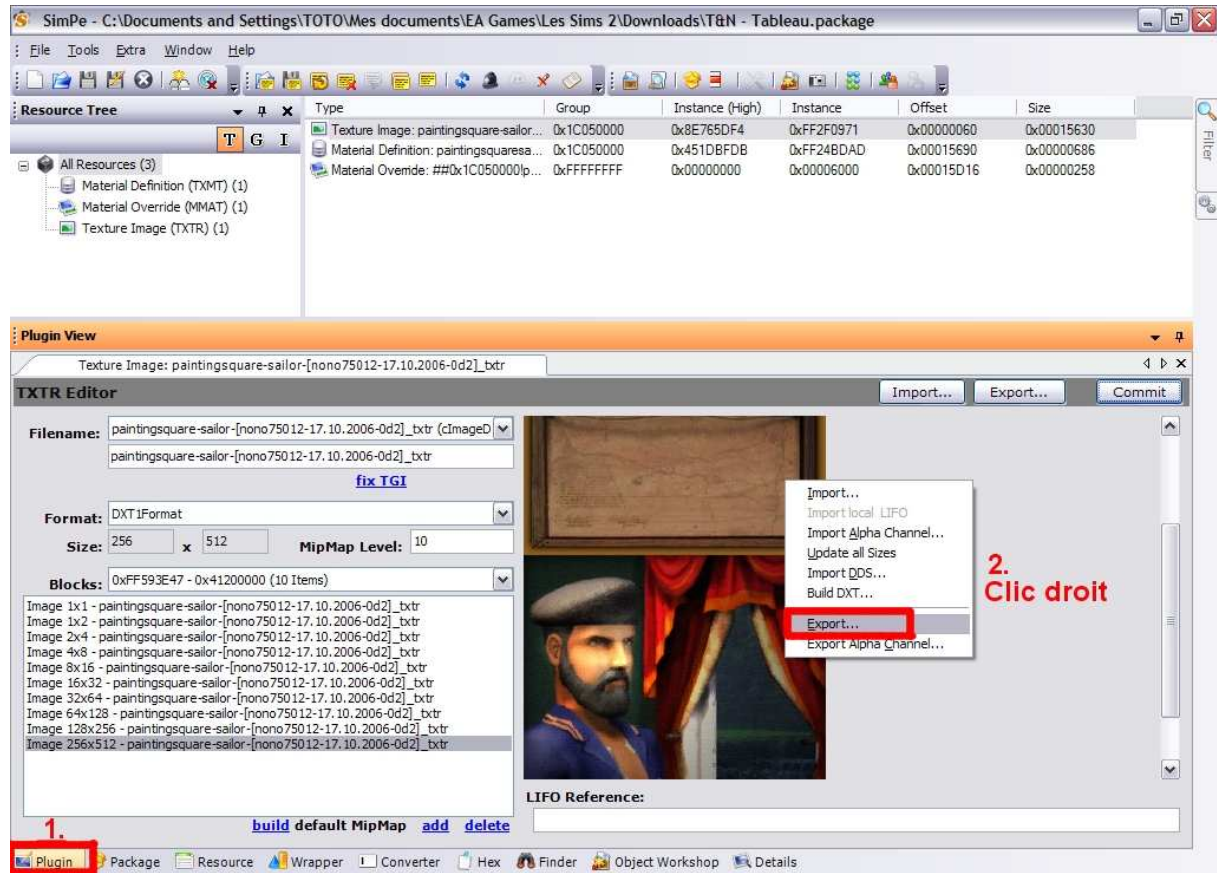 SimPe - C:\Documents and Settings\TOTO\Mes documents\EA Games\Les Sims 2\Downloads\T&N - Tableau.package
File Tools Extra Window Help
Resource Tree
T G I
All Resources (3)
Material Definition (TXMT) (1)
Material Override (MMAT) (1)
Texture Image (TXTR) (1)
Type Group Instance (High) Instance Offset Size
Texture Image: paintingsquare-sailor... 0x1C050000 0x8E765DF4 0xFF2F0971 0x00000060 0x00015630
Material Definition: paintingsquaresa... 0x1C050000 0x451DBFDB 0xFF24BDAD 0x00015690 0x00000686
Material Override: ##0x1C050000!p... 0xFFFFFFFF 0x00000000 0x00006000 0x00015D16 0x00000258
Filter
Plugin View
Texture Image: paintingsquare-sailor-[nono75012-17.10.2006-0d2]_txtr
TXTR Editor
Import... Export... Commit
Filename: paintingsquare-sailor-[nono75012-17.10.2006-0d2]_txtr (cImageD
paintingsquare-sailor-[nono75012-17.10.2006-0d2]_txtr
fix TGI
Format: DXT1Format
Size: 256 x 512 MipMap Level: 10
Blocks: 0xFF593E47 - 0x41200000 (10 Items)
Image 1x1 - paintingsquare-sailor-[nono75012-17.10.2006-0d2]_txtr
Image 1x2 - paintingsquare-sailor-[nono75012-17.10.2006-0d2]_txtr
Image 2x4 - paintingsquare-sailor-[nono75012-17.10.2006-0d2]_txtr
Image 4x8 - paintingsquare-sailor-[nono75012-17.10.2006-0d2]_txtr
Image 8x16 - paintingsquare-sailor-[nono75012-17.10.2006-0d2]_txtr
Image 16x32 - paintingsquare-sailor-[nono75012-17.10.2006-0d2]_txtr
Image 32x64 - paintingsquare-sailor-[nono75012-17.10.2006-0d2]_txtr
Image 64x128 - paintingsquare-sailor-[nono75012-17.10.2006-0d2]_txtr
Image 128x256 - paintingsquare-sailor-[nono75012-17.10.2006-0d2]_txtr
Image 256x512 - paintingsquare-sailor-[nono75012-17.10.2006-0d2]_txtr
build default MipMap add delete
Import...
Import local LIFO
Import Alpha Channel...
Update all Sizes
Import DDS...
Build DXT...
Export...
Export Alpha Channel...
2.
Clic droit
LIFO Reference:
1.
Plugin Package Resource Wrapper Converter Hex Finder Object Workshop Details